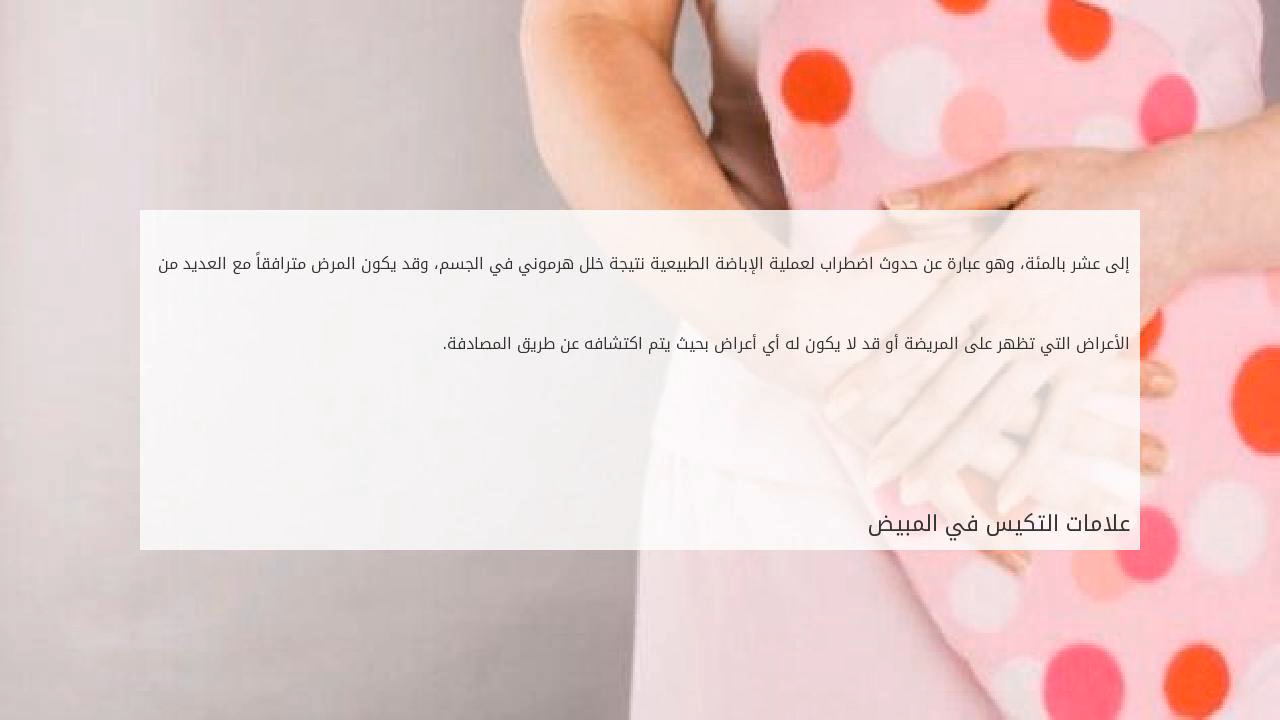 إلى عشر بالمئة، وهو عبارة عن حدوث اضطراب لعملية الإباضة الطبيعية نتيجة خلل هرموني في الجسم، وقد يكون المرض مترافقاً مع العديد من
الأعراض التي تظهر على المريضة أو قد لا يكون له أي أعراض بحيث يتم اكتشافه عن طريق المصادفة.
علامات التكيس في المبيض